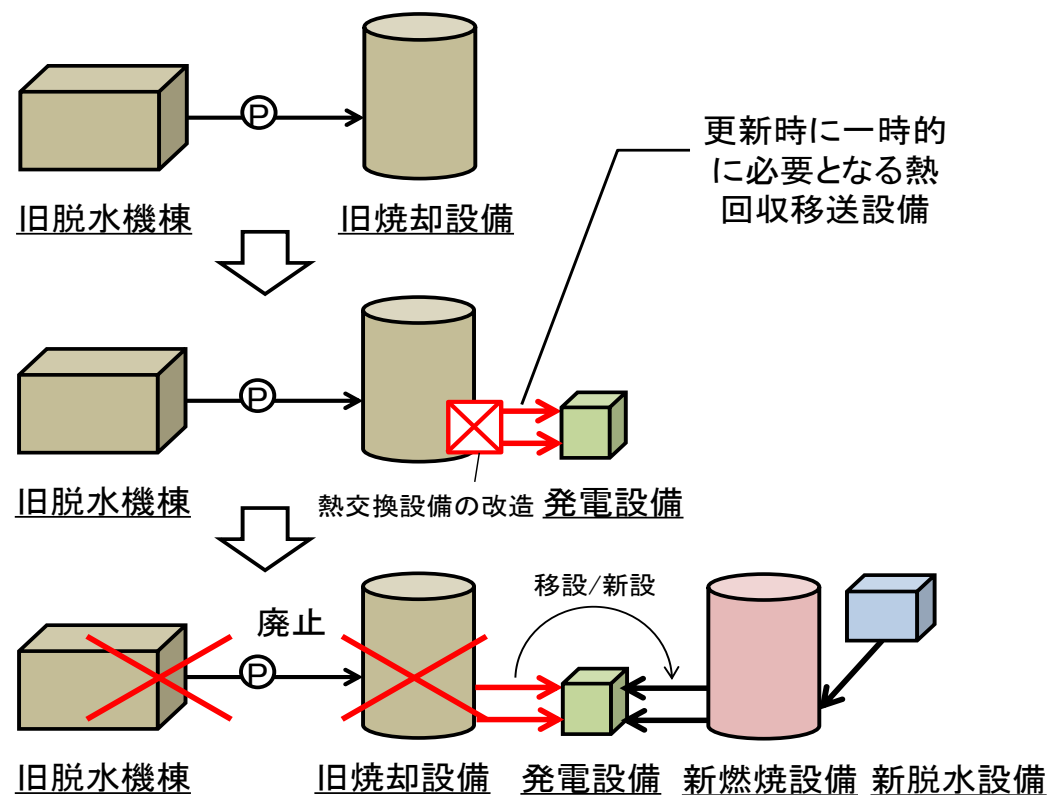 P
更新時に一時的
に必要となる熱
回収移送設備
旧脱水機棟
旧焼却設備
P
旧脱水機棟
熱交換設備の改造
発電設備
移設/新設
廃止
P
旧脱水機棟
旧焼却設備
発電設備
新燃焼設備
新脱水設備